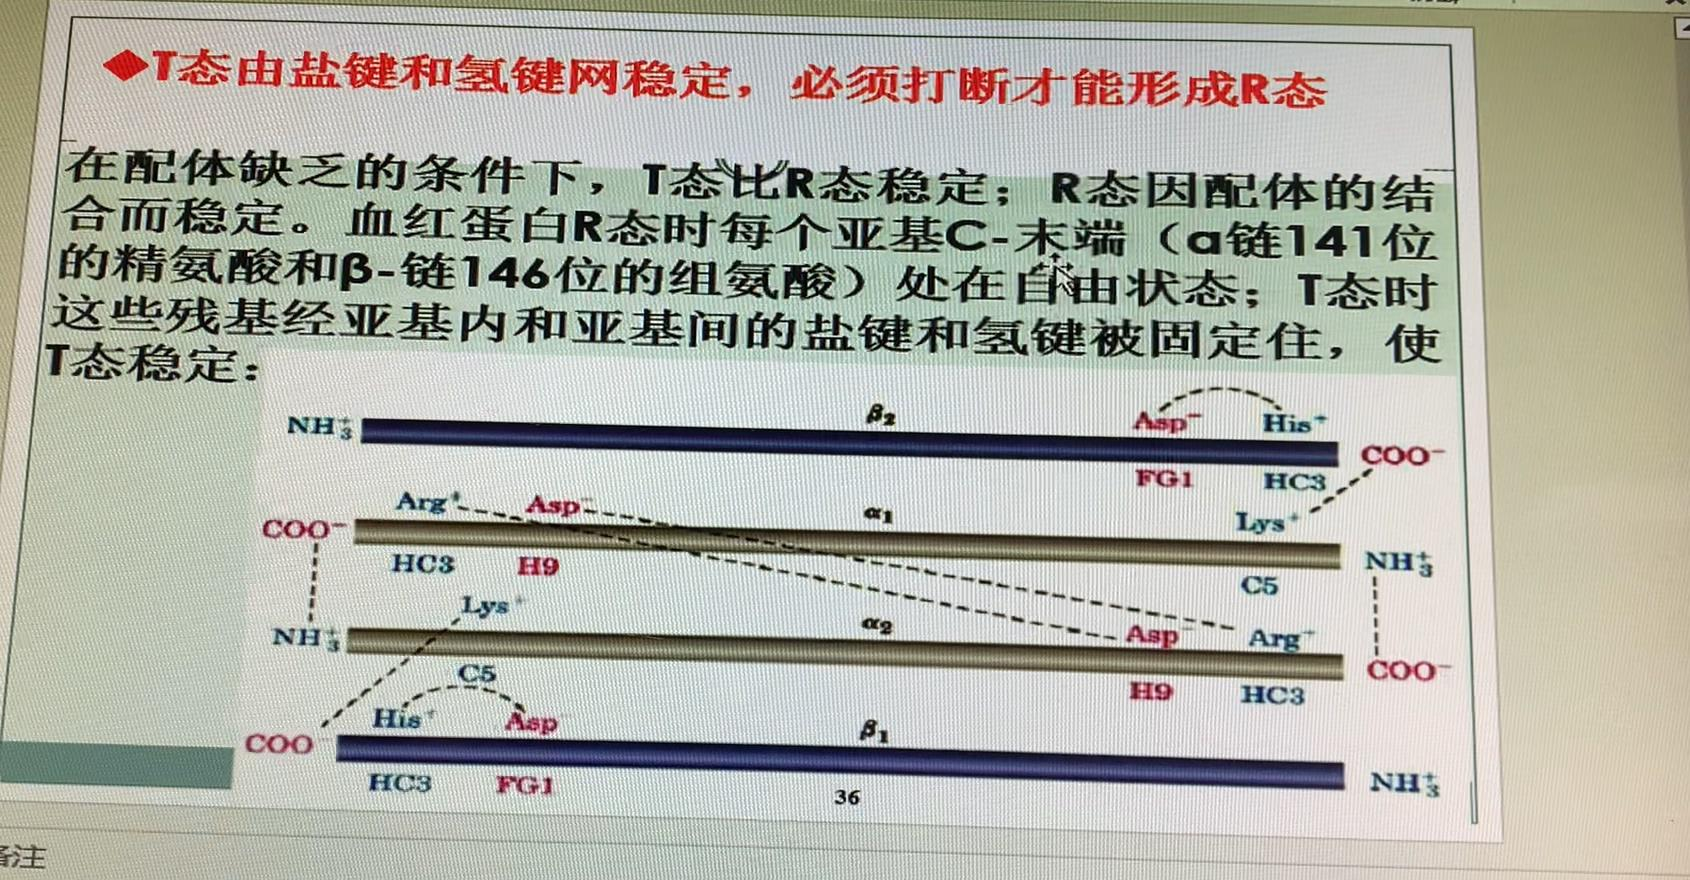 ◆T态由盐键和氢键网稳定，必须打断才能形成R态
在配体缺乏的条件下，T态比R态稳定；R态因配体的结
合而稳定。血红蛋白R态时每个亚基C-末端（α链141位
的精氨酸和β-链146位的组氨酸）处在自由状态；T态时
这些残基经亚基内和亚基间的盐键和氢键被固定住，使
T态稳定：
β₂ Asp⁻ His⁺
NH₃⁺ COO⁻
FG1 HC3
Arg⁺ Asp⁻ α₁ Lys⁺
COO⁻ NH₃⁺
HC3 H9 C5
Lys⁺ α₂ Asp⁻ Arg⁺
NH₃⁺ COO⁻
C5 H9 HC3
His⁺ Asp β₁
COO⁻ NH₃⁺
HC3 FG1
36
备注